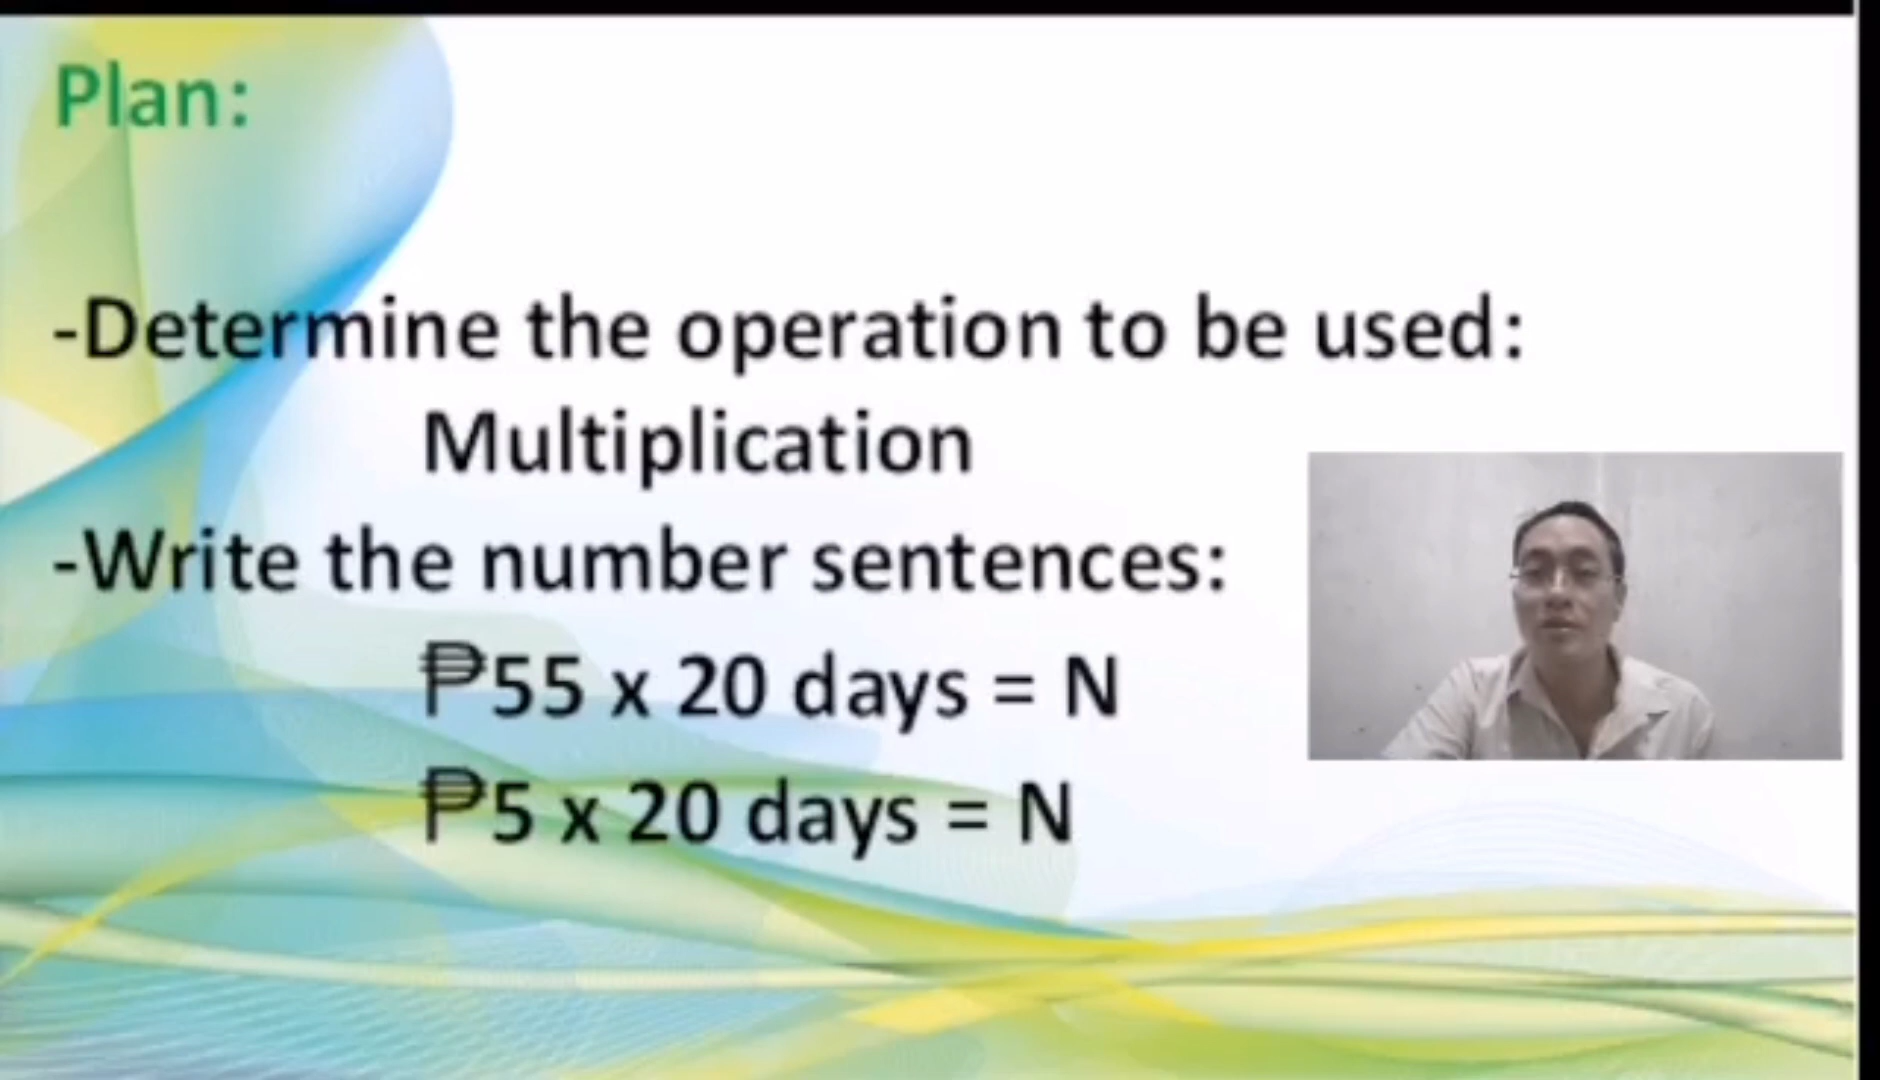 Plan:
-Determine the operation to be used:
Multiplication
-Write the number sentences:
₱55 x 20 days = N
₱5 x 20 days = N